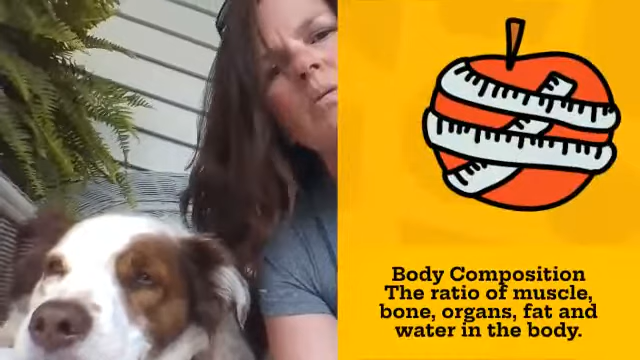 Body Composition
The ratio of muscle,
bone, organs, fat and
water in the body.